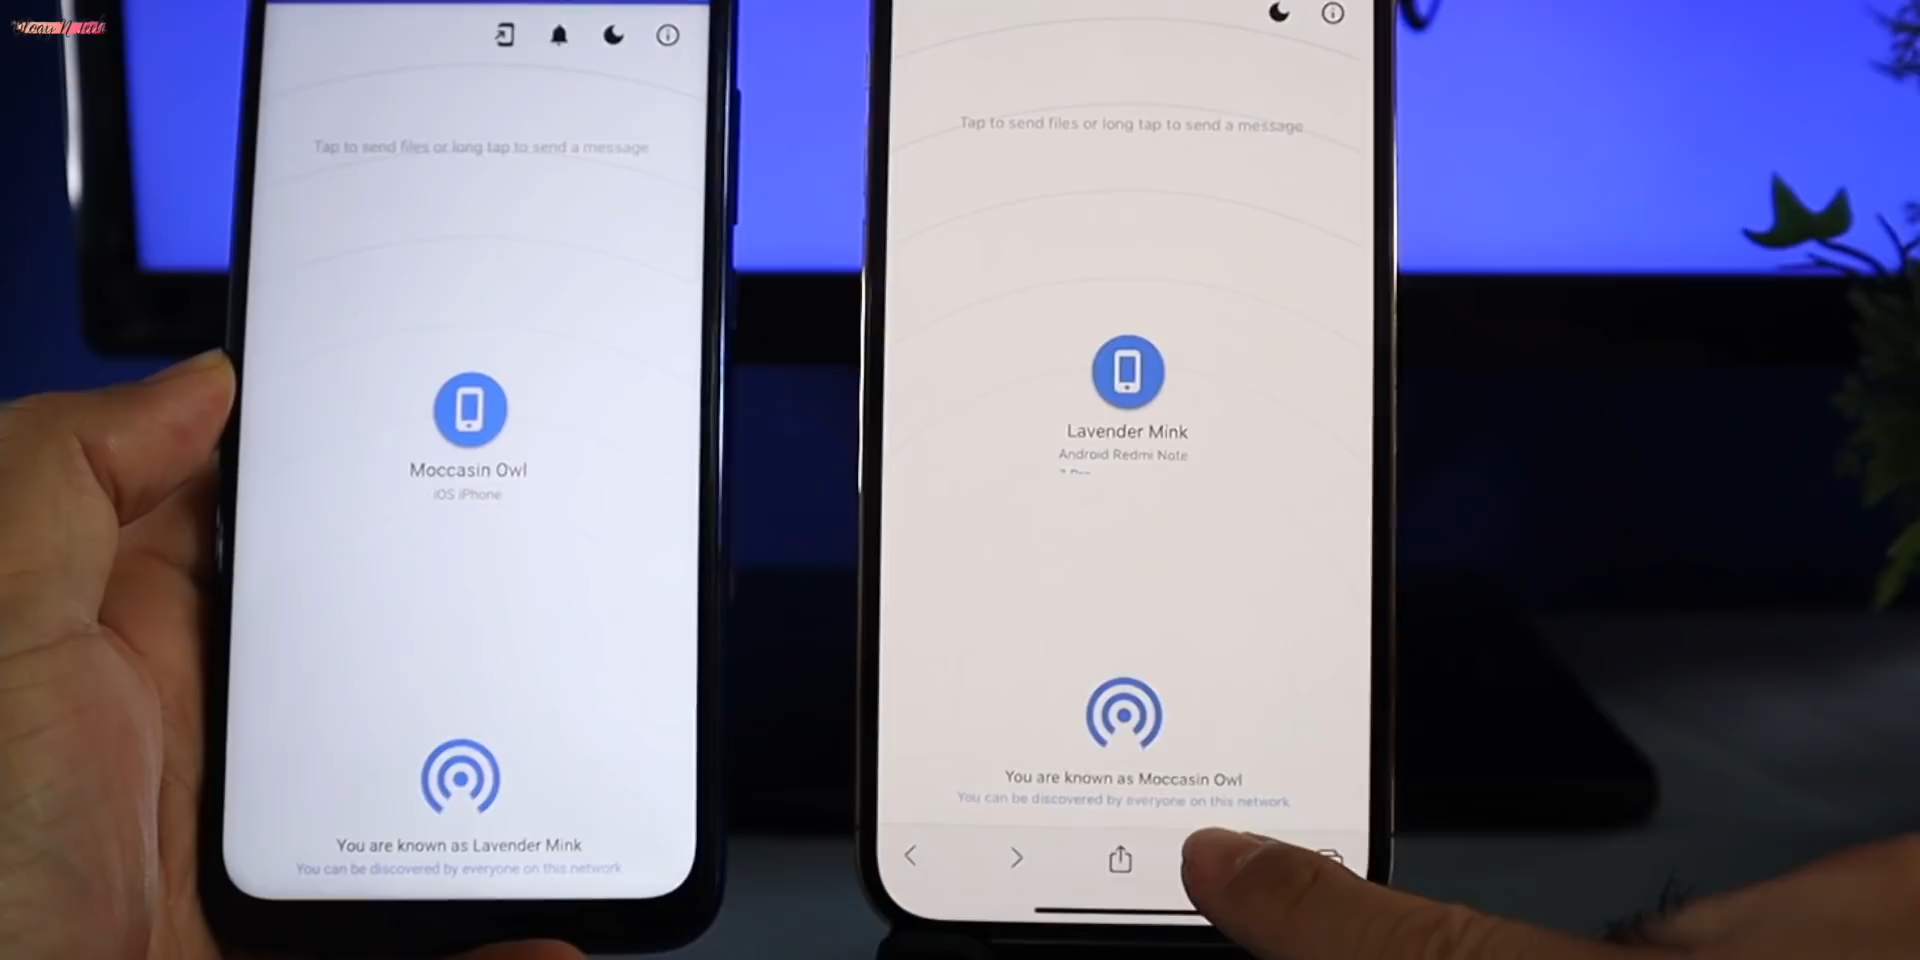 Tap to send files or long tap to send a message
Moccasin Owl
iOS iPhone
You are known as Lavender Mink
You can be discovered by everyone on this network
Tap to send files or long tap to send a message
Lavender Mink
Android Redmi Note
You are known as Moccasin Owl
You can be discovered by everyone on this network